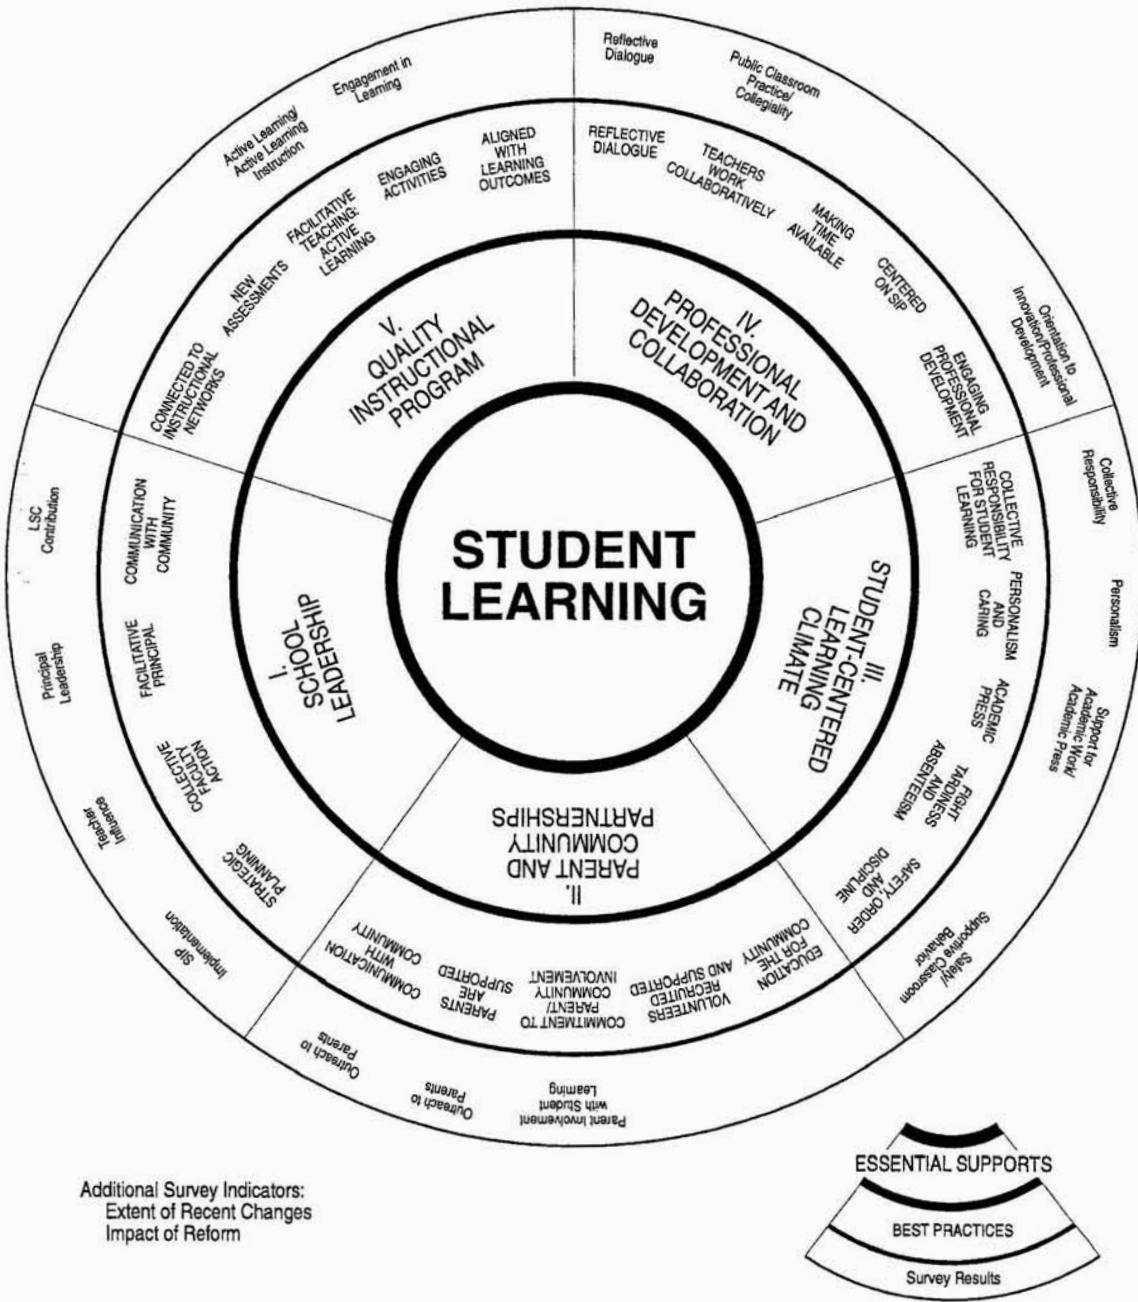 STUDENT
LEARNING
I.
SCHOOL
LEADERSHIP
II.
PARENT AND
COMMUNITY
PARTNERSHIPS
III.
STUDENT-CENTERED
LEARNING
CLIMATE
IV.
PROFESSIONAL
DEVELOPMENT AND
COLLABORATION
V.
QUALITY
INSTRUCTIONAL
PROGRAM
COMMUNICATION
WITH
COMMUNITY
FACILITATIVE
PRINCIPAL
COLLECTIVE
FACULTY
ACTION
STRATEGIC
PLANNING
COMMUNICATION
WITH
COMMUNITY
PARENTS
ARE
SUPPORTED
COMMITMENT TO
PARENT/
COMMUNITY
INVOLVEMENT
VOLUNTEERS
RECRUITED
AND SUPPORTED
EDUCATION
FOR THE
COMMUNITY
SAFETY, ORDER
AND
DISCIPLINE
FIGHT
TARDINESS
AND
ABSENTEEISM
ACADEMIC
PRESS
PERSONALISM
AND
CARING
COLLECTIVE
RESPONSIBILITY
FOR STUDENT
LEARNING
ENGAGING
PROFESSIONAL
DEVELOPMENT
CENTERED
ON SIP
MAKING
TIME
AVAILABLE
TEACHERS
WORK
COLLABORATIVELY
REFLECTIVE
DIALOGUE
ALIGNED
WITH
LEARNING
OUTCOMES
ENGAGING
ACTIVITIES
FACILITATIVE
TEACHING:
ACTIVE
LEARNING
NEW
ASSESSMENTS
CONNECTED TO
INSTRUCTIONAL
NETWORKS
LSC
Contribution
Principal
Leadership
Teacher
Influence
SIP
Implementation
Outreach to
Parents
Outreach to
Parents
Parent Involvement
with Student
Learning
Safety/
Supportive Classroom
Behavior
Support for
Academic Work/
Academic Press
Personalism
Collective
Responsibility
Orientation to
Innovation/Professional
Development
Public Classroom
Practice/
Collegiality
Reflective
Dialogue
Engagement in
Learning
Active Learning/
Active Learning
Instruction
Additional Survey Indicators:
Extent of Recent Changes
Impact of Reform
ESSENTIAL SUPPORTS
BEST PRACTICES
Survey Results